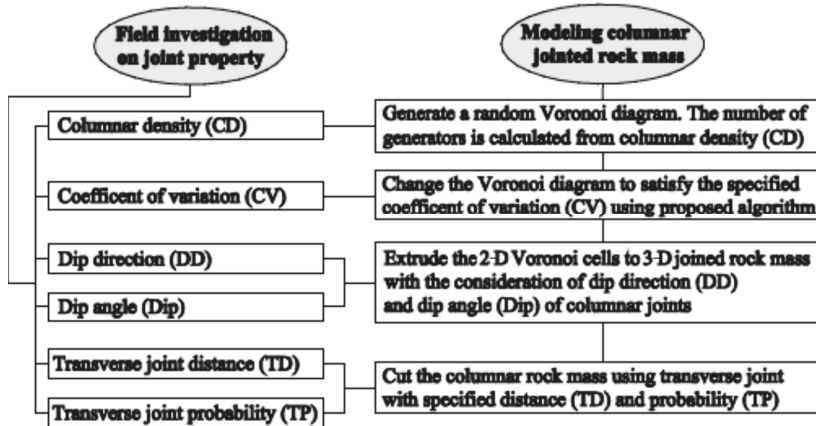 Field investigation
on joint property
Modeling columnar
jointed rock mass
Columnar density (CD)
Generate a random Voronoi diagram. The number of
generators is calculated from columnar density (CD)
Coefficent of variation (CV)
Change the Voronoi diagram to satisfy the specified
coefficent of variation (CV) using proposed algorithm
Dip direction (DD)
Dip angle (Dip)
Extrude the 2-D Voronoi cells to 3-D joined rock mass
with the consideration of dip direction (DD)
and dip angle (Dip) of columnar joints
Transverse joint distance (TD)
Transverse joint probability (TP)
Cut the columnar rock mass using transverse joint
with specified distance (TD) and probability (TP)